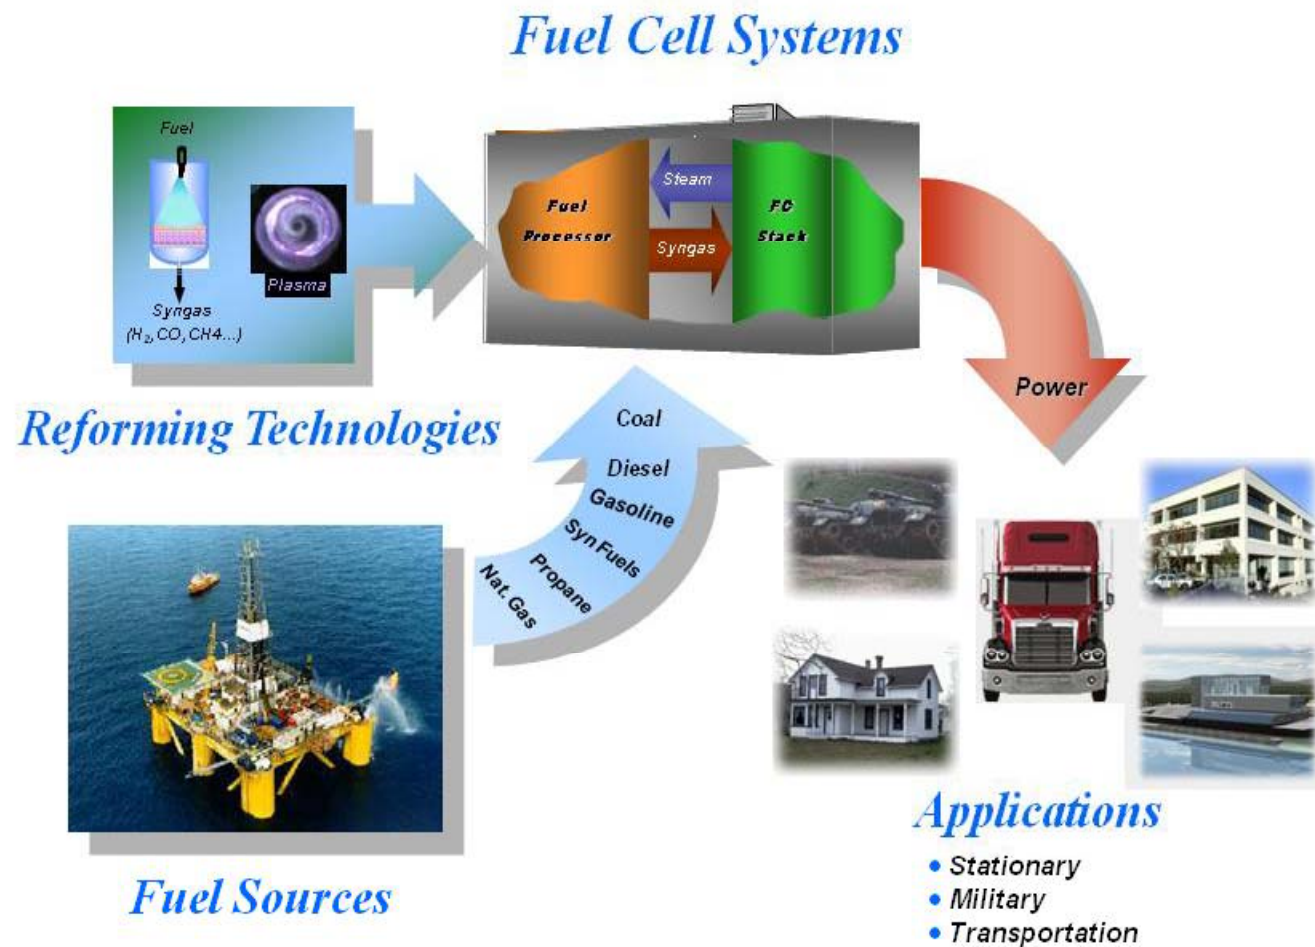 Fuel Cell Systems
Fuel
Plasma
Syngas
(H₂,CO,CH4...)
Reforming Technologies
Fuel
Processor
Steam
Syngas
FC
Stack
Power
Coal
Diesel
Gasoline
Syn Fuels
Propane
Nat. Gas
Fuel Sources
Applications
• Stationary
• Military
• Transportation